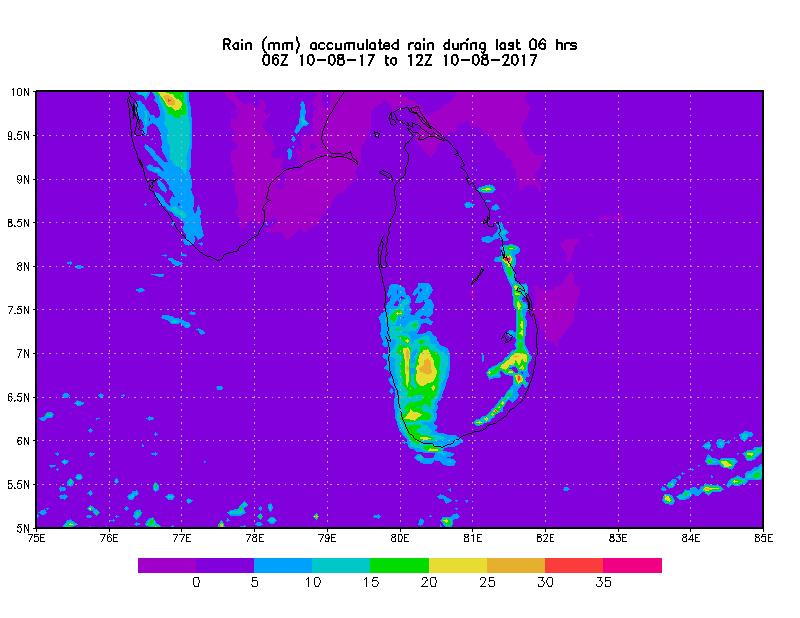 Rain (mm) accumulated rain during last 06 hrs
06Z 10-08-17 to 12Z 10-08-2017
10N
9.5N
9N
8.5N
8N
7.5N
7N
6.5N
6N
5.5N
5N
75E 76E 77E 78E 79E 80E 81E 82E 83E 84E 85E
0 5 10 15 20 25 30 35